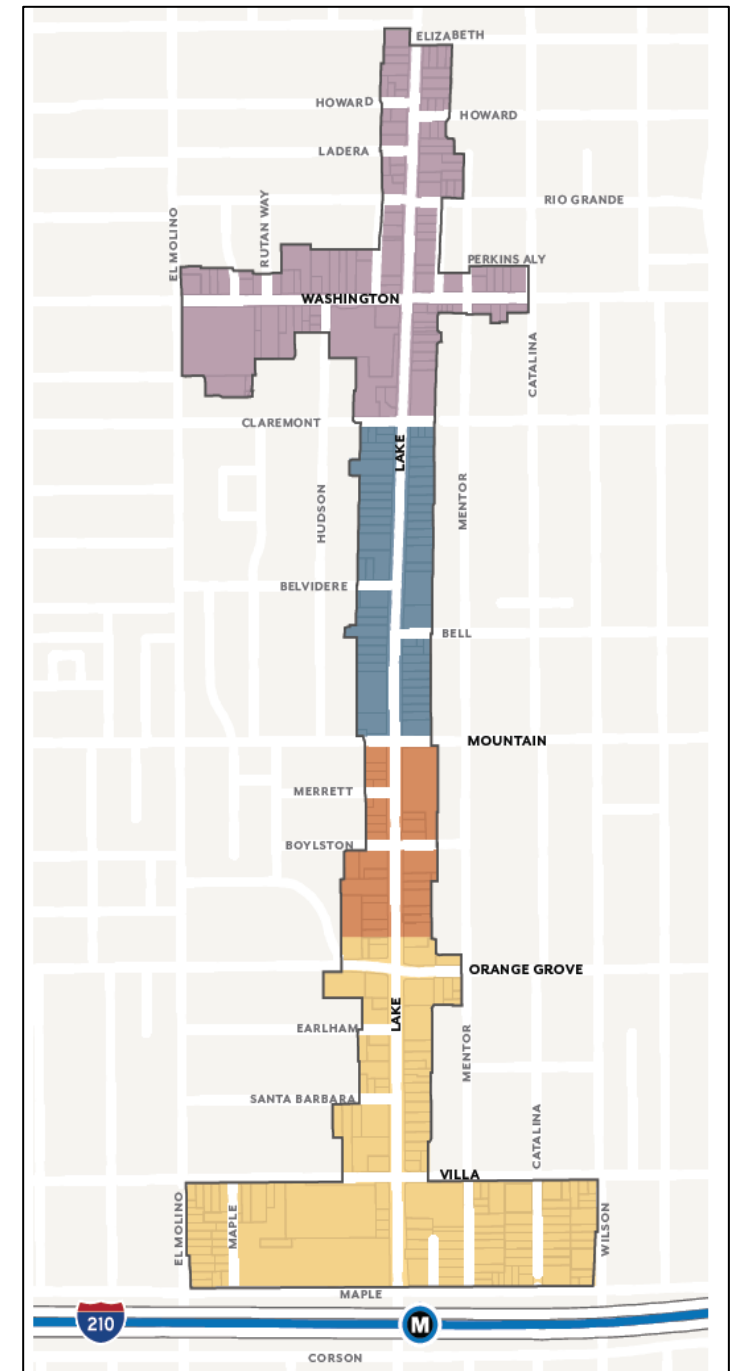 ELIZABETH
HOWARD
HOWARD
LADERA
RIO GRANDE
EL MOLINO
RUTAN WAY
PERKINS ALY
WASHINGTON
CATALINA
CLAREMONT
LAKE
HUDSON
MENTOR
BELVIDERE
BELL
MOUNTAIN
MERRETT
BOYLSTON
ORANGE GROVE
LAKE
EARLHAM
MENTOR
SANTA BARBARA
CATALINA
VILLA
EL MOLINO
MAPLE
WILSON
MAPLE
210
M
CORSON